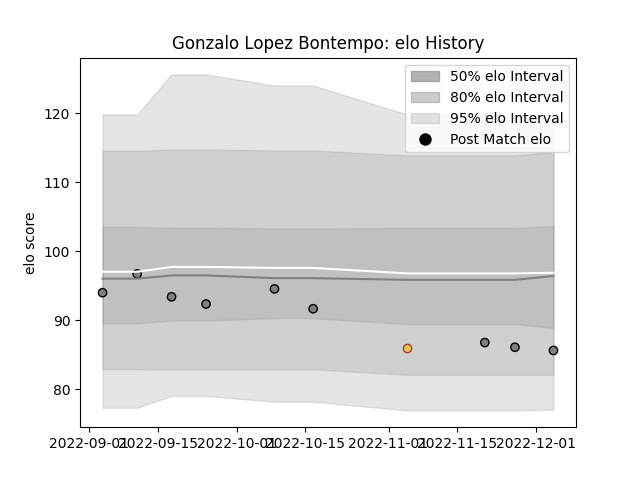 Gonzalo Lopez Bontempo: elo History
50% elo Interval
80% elo Interval
95% elo Interval
Post Match elo
elo score
120
110
100
90
80
2022-09-01 2022-09-15 2022-10-01 2022-10-15 2022-11-01 2022-11-15 2022-12-01